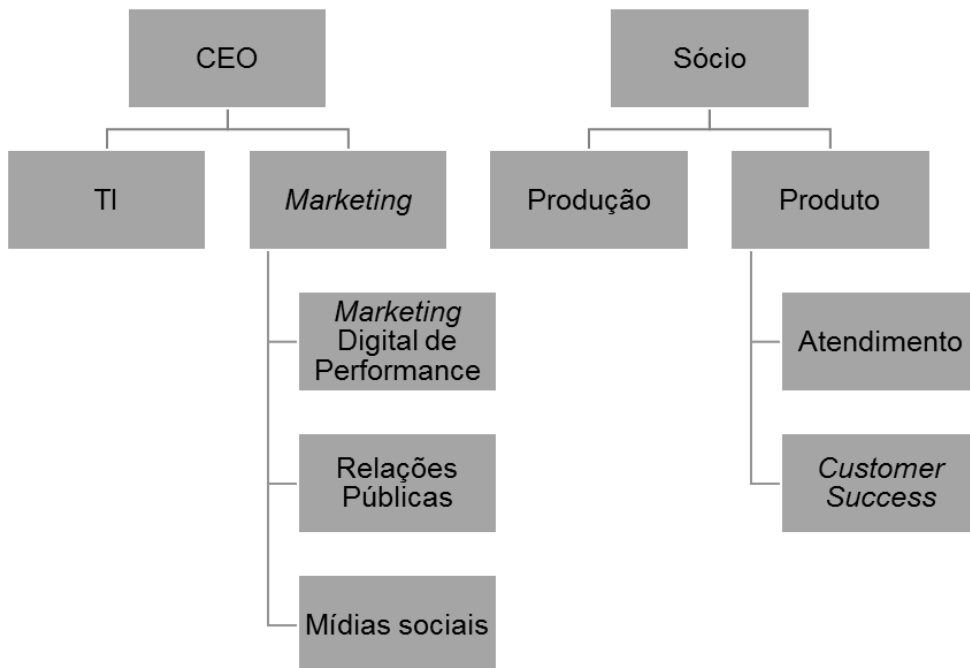 CEO
Sócio
TI
Marketing
Produção
Produto
Marketing
Digital de
Performance
Atendimento
Relações
Públicas
Customer
Success
Mídias sociais